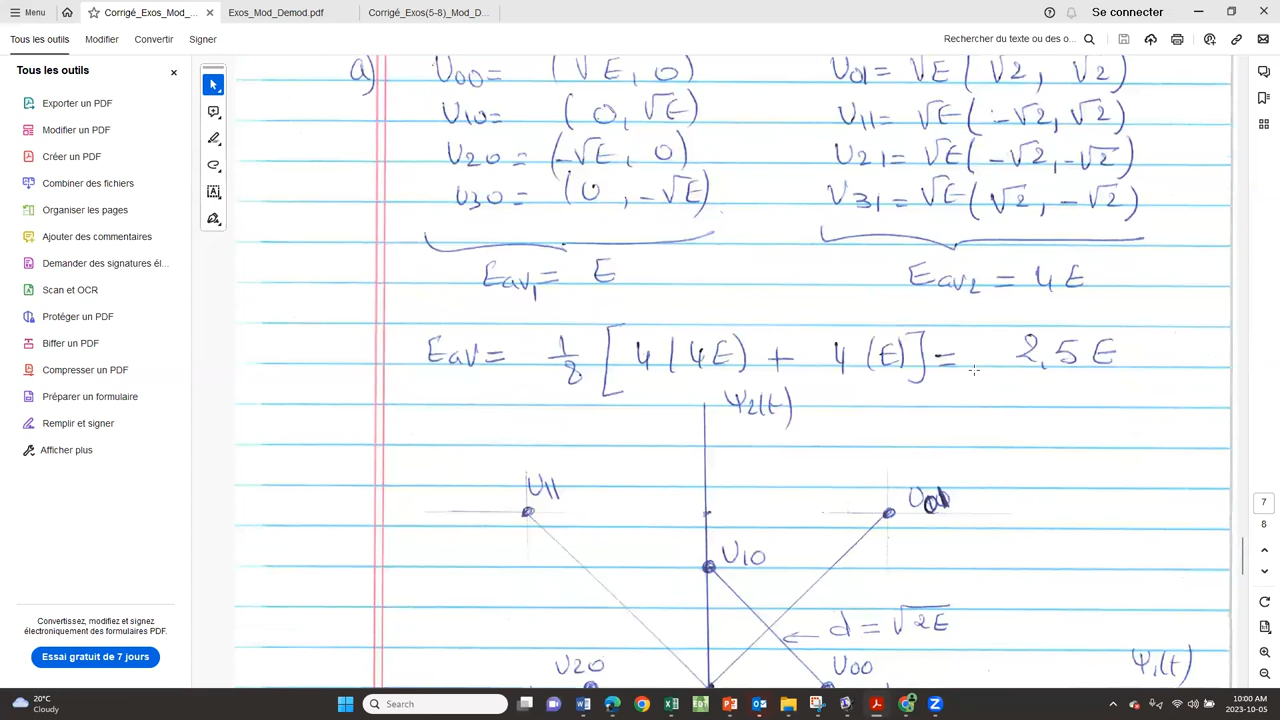 Menu
Corrigé_Exos_Mod_...
Exos_Mod_Demod.pdf
Corrigé_Exos(5-8)_Mod_D...
Se connecter
Tous les outils
Modifier
Convertir
Signer
Rechercher du texte ou des o...
Tous les outils
Exporter un PDF
Modifier un PDF
Créer un PDF
Combiner des fichiers
Organiser les pages
Ajouter des commentaires
Demander des signatures él...
Scan et OCR
Protéger un PDF
Biffer un PDF
Compresser un PDF
Préparer un formulaire
Remplir et signer
Afficher plus
Convertissez, modifiez et signez
électroniquement des formulaires PDF.
Essai gratuit de 7 jours
a) U00= (√E, 0) U01= √E(√2, √2)
U10= (0, √E) U11= √E(-√2, √2)
U20= (-√E, 0) U21= √E(-√2, -√2)
U30= (0, -√E) U31= √E(√2, -√2)
Eav1= E Eav2 = 4E
Eav= 1/8 [4(4E) + 4(E)] = 2,5E
Ψ2(t)
U11
U01
U10
d = √2E
U20
U00
Ψ1(t)
7
8
20°C
Cloudy
Search
10:00 AM
2023-10-05